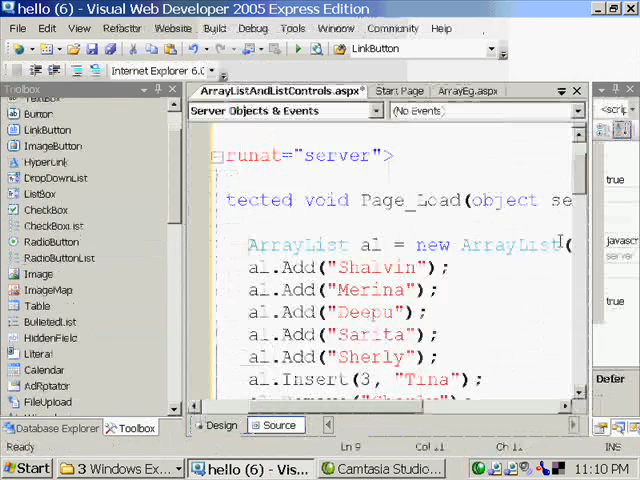 hello (6) - Visual Web Developer 2005 Express Edition
File Edit View Refactor Website Build Debug Tools Window Community Help
LinkButton
Internet Explorer 6.0
Toolbox
ArrayListAndListControls.aspx* Start Page ArrayEg.aspx
Server Objects & Events (No Events)
<scrip
TextBox
Button
LinkButton
ImageButton
HyperLink
DropDownList
ListBox
CheckBox
CheckBoxList
RadioButton
RadioButtonList
Image
ImageMap
Table
BulletedList
HiddenField
Literal
Calendar
AdRotator
FileUpload
runat="server">
tected void Page_Load(object se
ArrayList al = new ArrayList(
al.Add("Shalvin");
al.Add("Merina");
al.Add("Deepu");
al.Add("Sarita");
al.Add("Sherly");
al.Insert(3, "Tina");
true
javascr
server
true
Defer
Database Explorer Toolbox
Design Source
Ready Ln 9 Col 11 Ch 11
Start 3 Windows Ex... hello (6) - Vis... Camtasia Studio... 11:10 PM